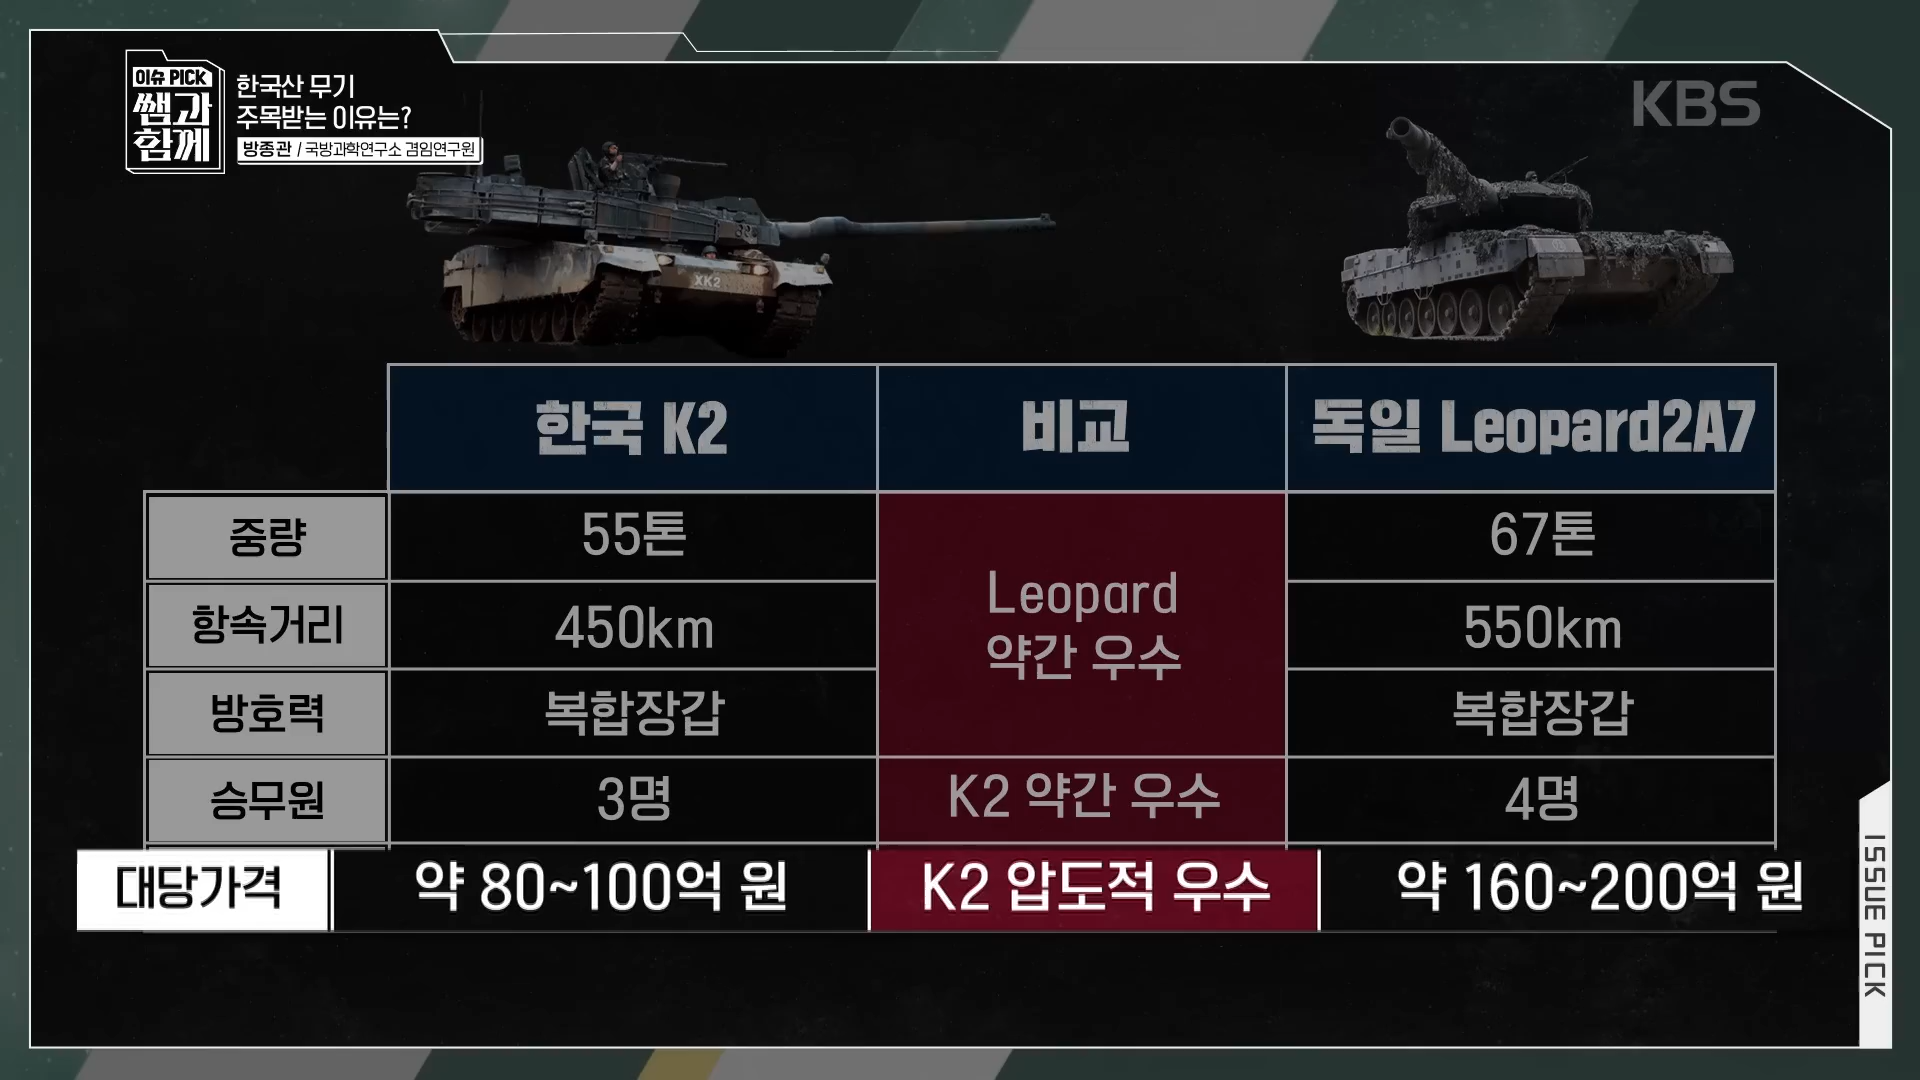 이슈 PICK
쌤과
함께
한국산 무기
주목받는 이유는?
방종관 / 국방과학연구소 겸임연구원
KBS
XK2
한국 K2
비교
독일 Leopard2A7
중량
55톤
67톤
Leopard
약간 우수
항속거리
450km
550km
방호력
복합장갑
복합장갑
승무원
3명
K2 약간 우수
4명
대당가격
약 80~100억 원
K2 압도적 우수
약 160~200억 원
ISSUE PICK